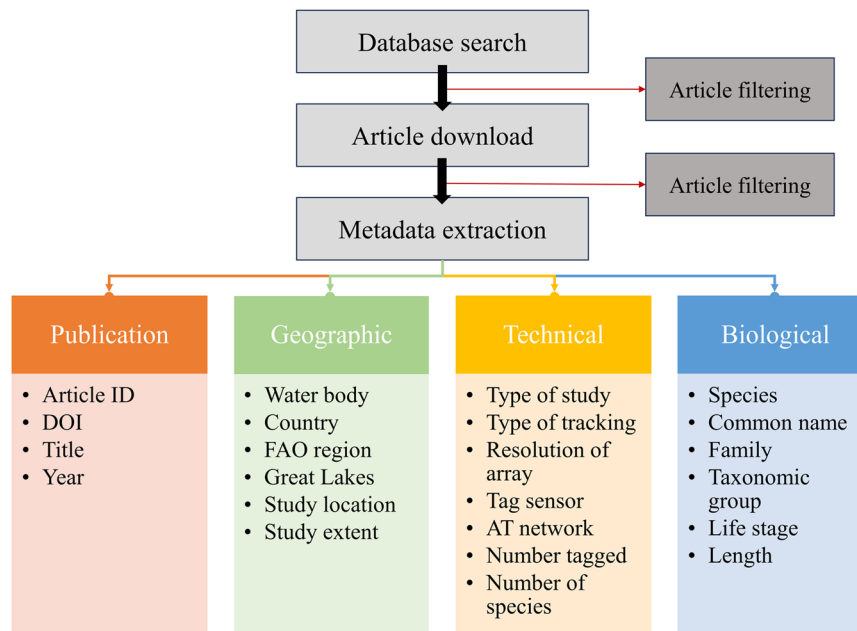 Database search
Article filtering
Article download
Article filtering
Metadata extraction
Publication
• Article ID
• DOI
• Title
• Year
Geographic
• Water body
• Country
• FAO region
• Great Lakes
• Study location
• Study extent
Technical
• Type of study
• Type of tracking
• Resolution of
array
• Tag sensor
• AT network
• Number tagged
• Number of
species
Biological
• Species
• Common name
• Family
• Taxonomic
group
• Life stage
• Length